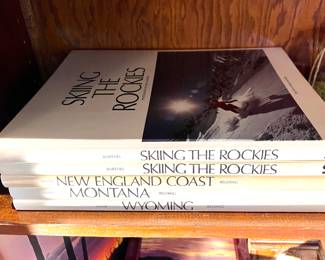 SKIING
THE
ROCKIES
SKIING THE ROCKIES
SKIING THE ROCKIES
NEW ENGLAND COAST
MONTANA
WYOMING